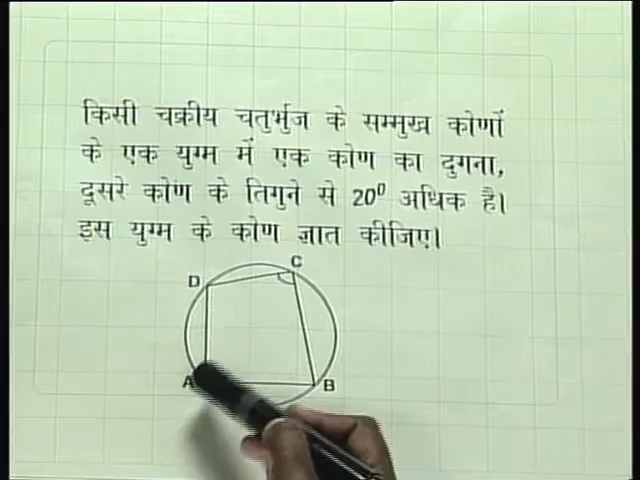 किसी चक्रीय चतुर्भुज के सम्मुख कोणों
के एक युग्म में एक कोण का दुगना,
दूसरे कोण के तिगुने से 20⁰ अधिक है।
इस युग्म के कोण ज्ञात कीजिए।
C
D
A
B